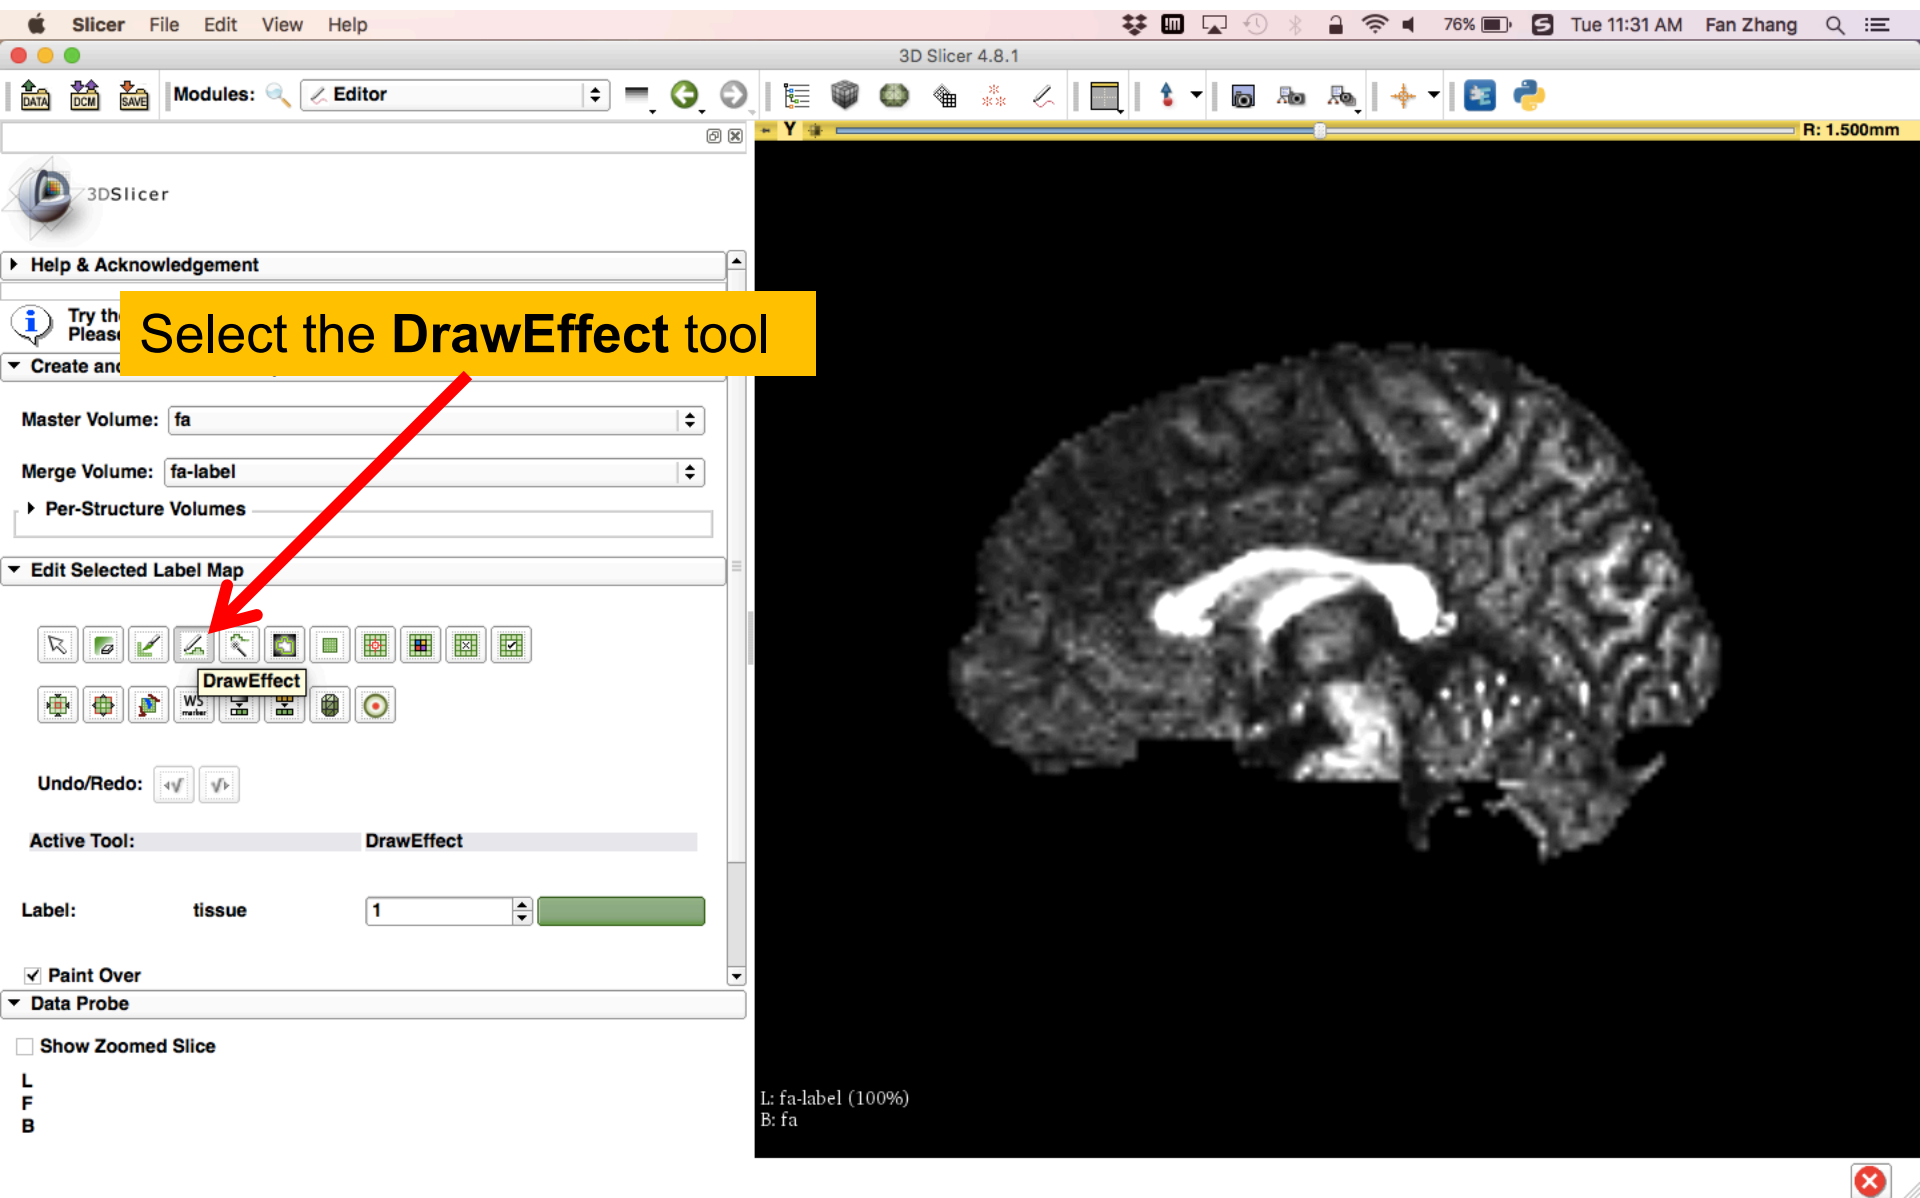 Slicer File Edit View Help 76% Tue 11:31 AM Fan Zhang
3D Slicer 4.8.1
DATA DCM SAVE Modules: Editor
Y R: 1.500mm
3DSlicer
Help & Acknowledgement
Try th
Pleas
Select the DrawEffect tool
Create an
Master Volume: fa
Merge Volume: fa-label
Per-Structure Volumes
Edit Selected Label Map
DrawEffect
WS
marker
Undo/Redo:
Active Tool: DrawEffect
Label: tissue 1
Paint Over
Data Probe
Show Zoomed Slice
L
F
B
L: fa-label (100%)
B: fa